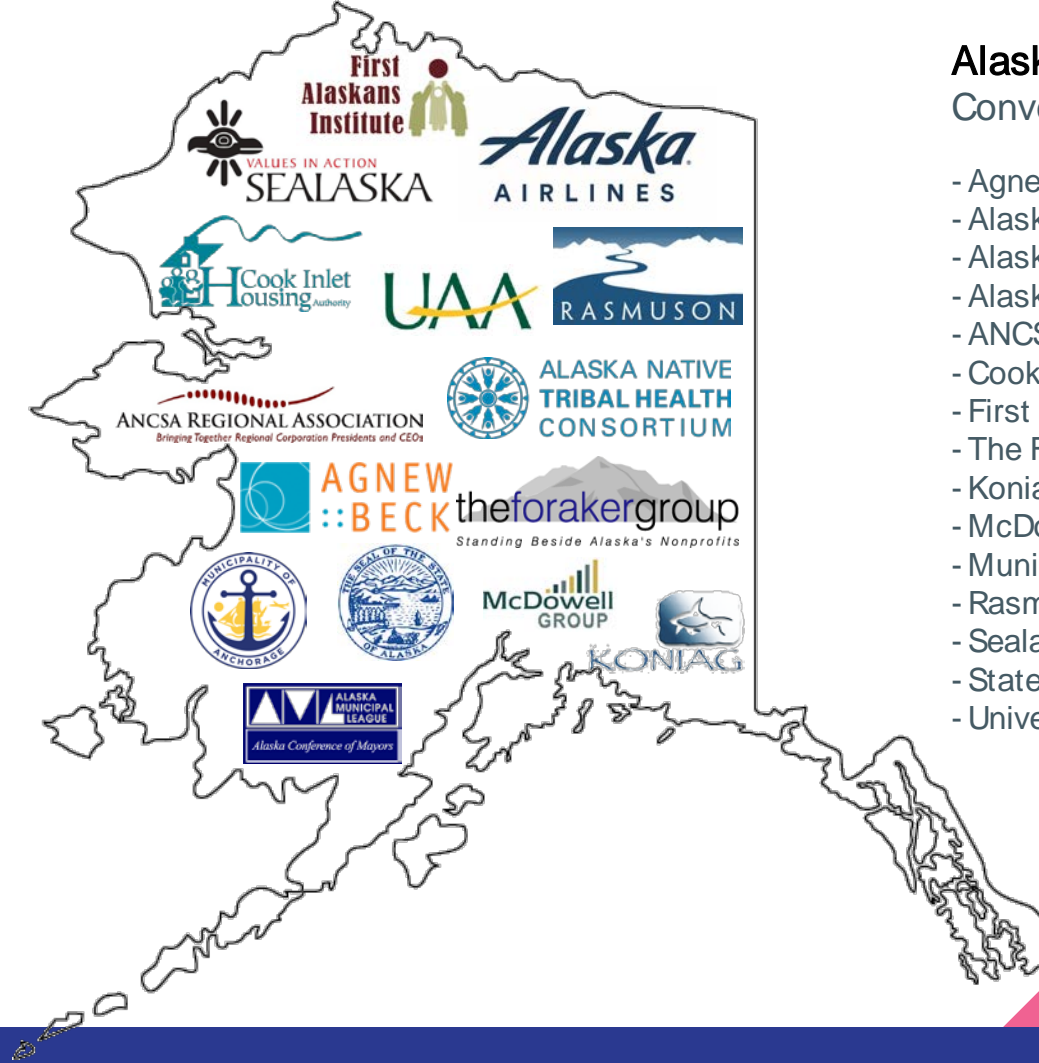 First
Alaskans
Institute
VALUES IN ACTION
SEALASKA
Alaska
AIRLINES
Cook Inlet
Housing Authority
UAA
RASMUSON
ALASKA NATIVE
TRIBAL HEALTH
CONSORTIUM
ANCSA REGIONAL ASSOCIATION
Bringing Together Regional Corporation Presidents and CEOs
AGNEW
::BECK
theforakergroup
Standing Beside Alaska's Nonprofits
MUNICIPALITY OF
ANCHORAGE
THE SEAL OF THE STATE
OF ALASKA
McDowell
GROUP
KONIAG
ALASKA
MUNICIPAL
LEAGUE
Alaska Conference of Mayors
Alask
Conve
- Agne
- Alask
- Alask
- Alask
- ANCS
- Cook
- First
- The F
- Konia
- McDo
- Muni
- Rasm
- Seala
- State
- Unive